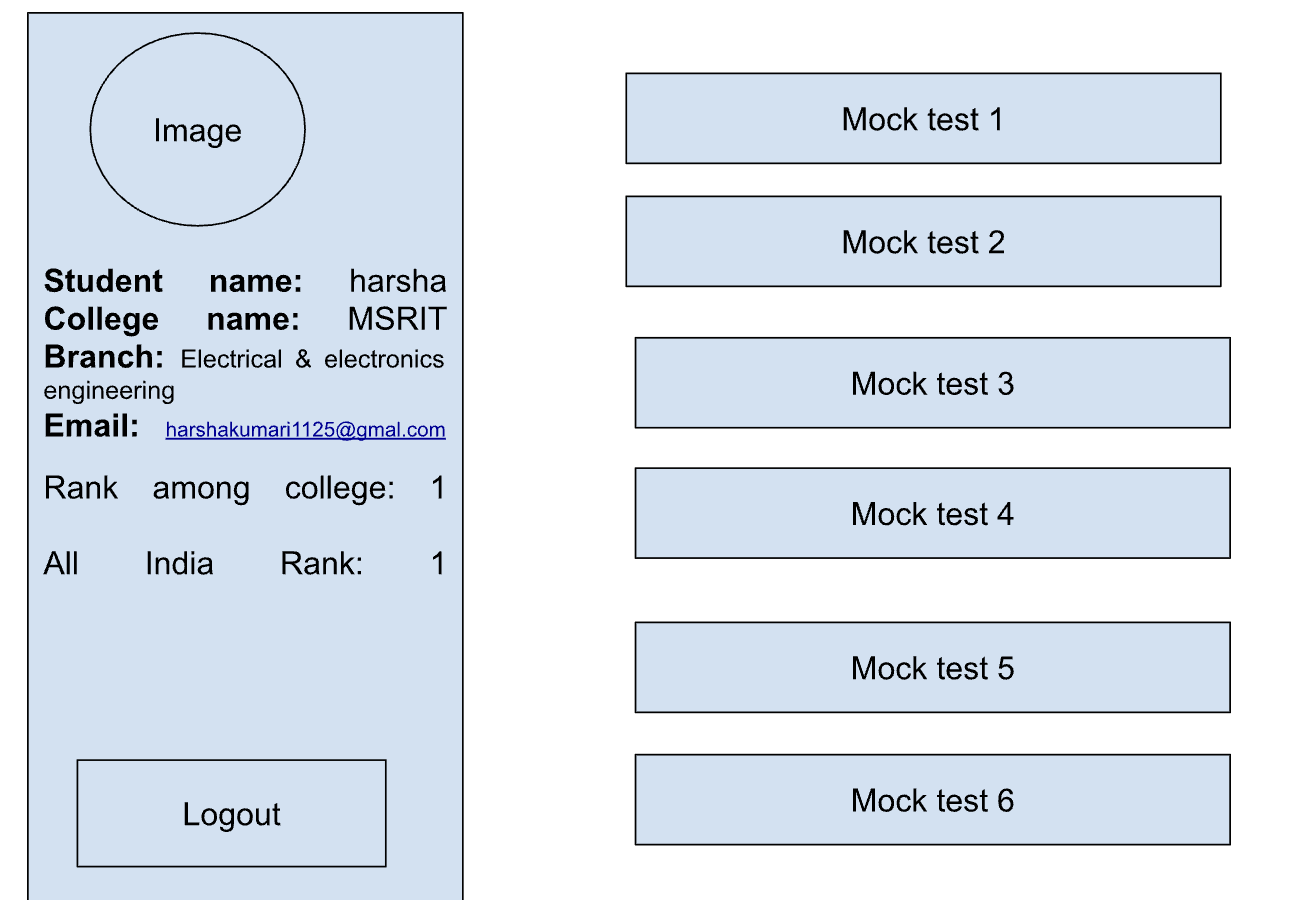 Image
Student name: harsha
College name: MSRIT
Branch: Electrical & electronics
engineering
Email: harshakumari1125@gmal.com
Rank among college: 1
All India Rank: 1
Logout
Mock test 1
Mock test 2
Mock test 3
Mock test 4
Mock test 5
Mock test 6